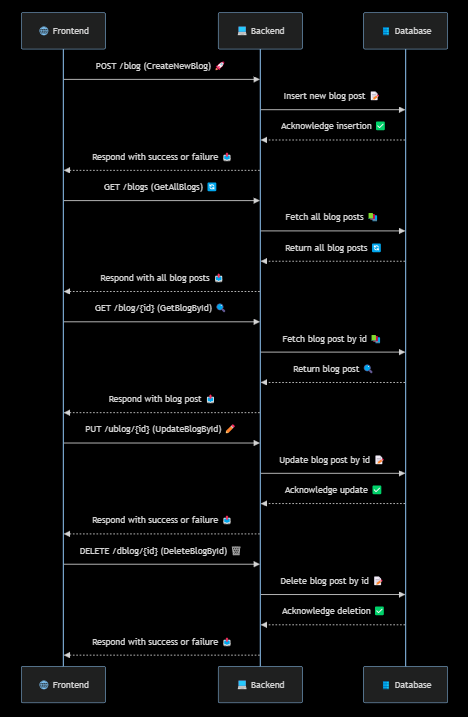 Frontend
Backend
Database
POST /blog (CreateNewBlog)
Insert new blog post
Acknowledge insertion
Respond with success or failure
GET /blogs (GetAllBlogs)
Fetch all blog posts
Return all blog posts
Respond with all blog posts
GET /blog/{id} (GetBlogById)
Fetch blog post by id
Return blog post
Respond with blog post
PUT /ublog/{id} (UpdateBlogById)
Update blog post by id
Acknowledge update
Respond with success or failure
DELETE /dblog/{id} (DeleteBlogById)
Delete blog post by id
Acknowledge deletion
Respond with success or failure
Frontend
Backend
Database